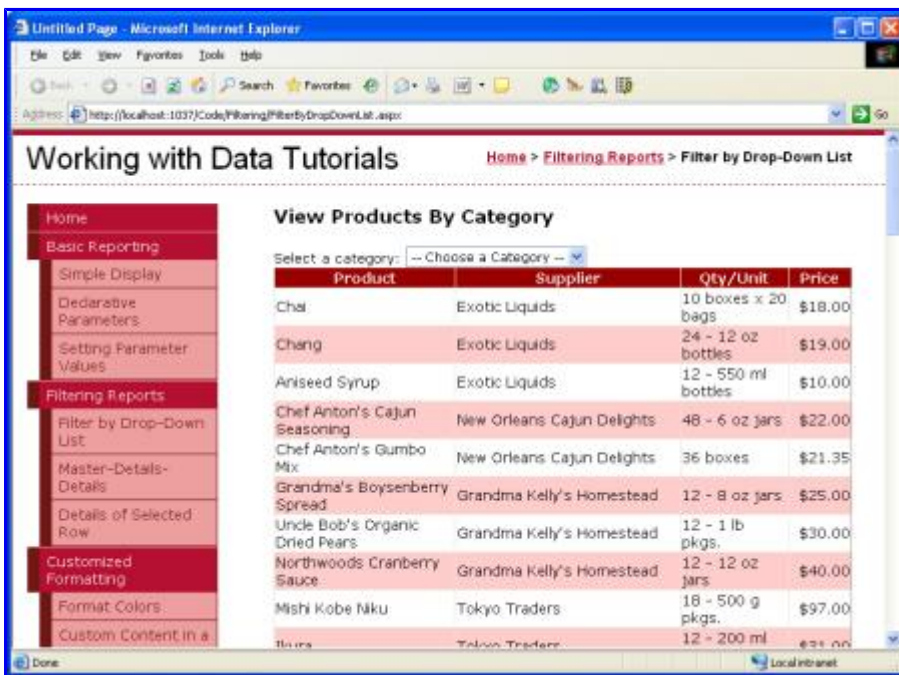 Untitled Page - Microsoft Internet Explorer
File Edit View Favorites Tools Help
Back Search Favorites
Address http://localhost:1037/Code/Filtering/FilterByDropDownList.aspx Go
Working with Data Tutorials
Home > Filtering Reports > Filter by Drop-Down List
Home
Basic Reporting
Simple Display
Declarative
Parameters
Setting Parameter
Values
Filtering Reports
Filter by Drop-Down
List
Master-Details-
Details
Details of Selected
Row
Customized
Formatting
Format Colors
Custom Content in a
View Products By Category
Select a category: -- Choose a Category --
Product Supplier Qty/Unit Price
Chai Exotic Liquids 10 boxes x 20 bags $18.00
Chang Exotic Liquids 24 - 12 oz bottles $19.00
Aniseed Syrup Exotic Liquids 12 - 550 ml bottles $10.00
Chef Anton's Cajun Seasoning New Orleans Cajun Delights 48 - 6 oz jars $22.00
Chef Anton's Gumbo Mix New Orleans Cajun Delights 36 boxes $21.35
Grandma's Boysenberry Spread Grandma Kelly's Homestead 12 - 8 oz jars $25.00
Uncle Bob's Organic Dried Pears Grandma Kelly's Homestead 12 - 1 lb pkgs. $30.00
Northwoods Cranberry Sauce Grandma Kelly's Homestead 12 - 12 oz jars $40.00
Mishi Kobe Niku Tokyo Traders 18 - 500 g pkgs. $97.00
Ikura Tokyo Traders 12 - 200 ml $31.00
Done Local intranet